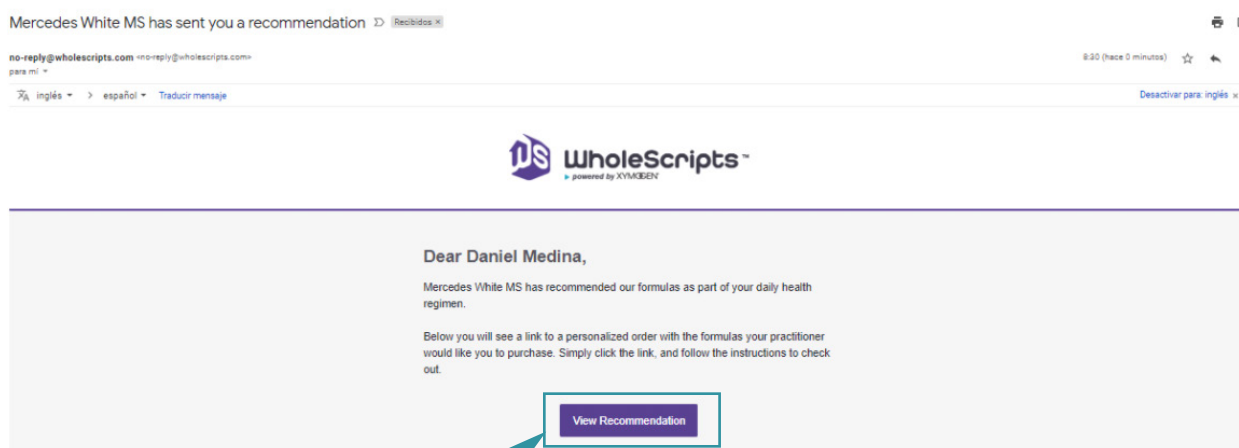 Mercedes White MS has sent you a recommendation Recibidos ×
no-reply@wholescripts.com <no-reply@wholescripts.com>
8:30 (hace 0 minutos)
para mí
inglés > español Traducir mensaje
Desactivar para: inglés ×
WholeScripts™
powered by XYMOGEN®
Dear Daniel Medina,
Mercedes White MS has recommended our formulas as part of your daily health
regimen.
Below you will see a link to a personalized order with the formulas your practitioner
would like you to purchase. Simply click the link, and follow the instructions to check
out.
View Recommendation